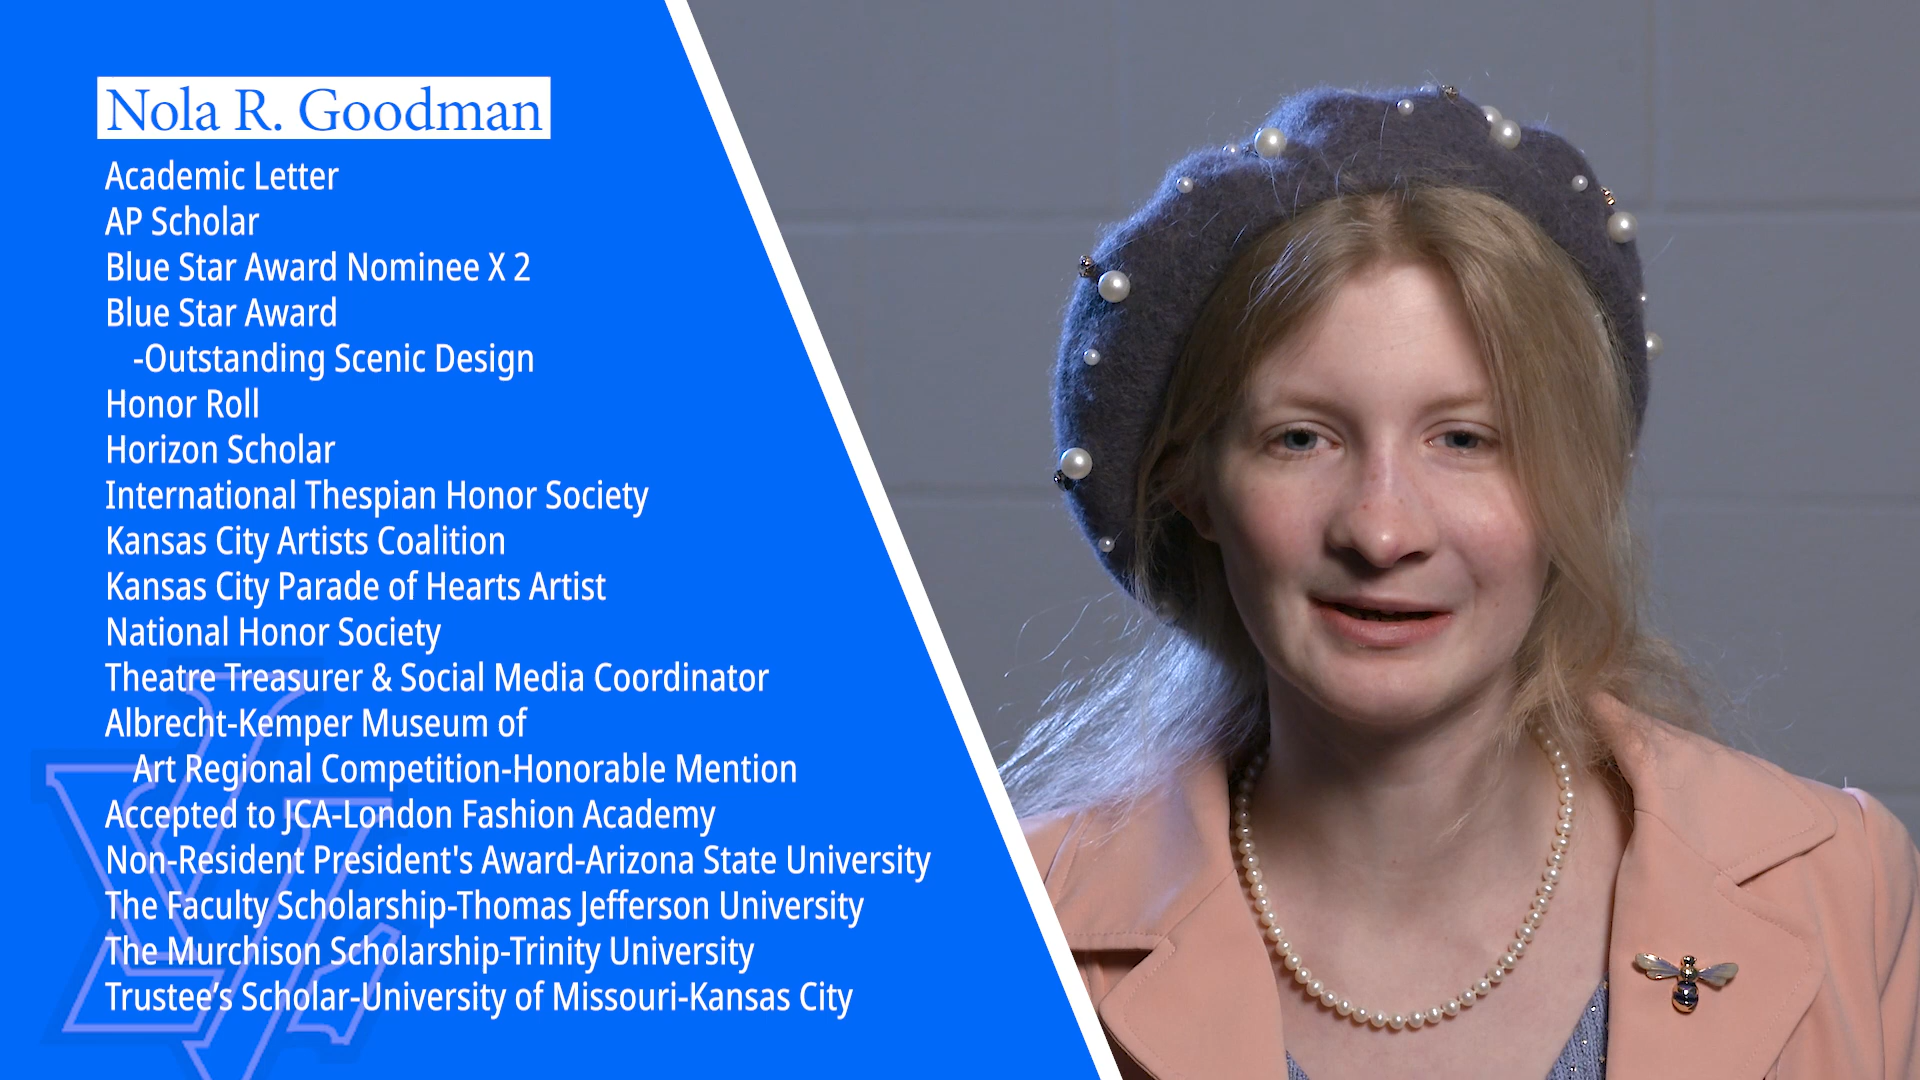 Nola R. Goodman
Academic Letter
AP Scholar
Blue Star Award Nominee X 2
Blue Star Award
-Outstanding Scenic Design
Honor Roll
Horizon Scholar
International Thespian Honor Society
Kansas City Artists Coalition
Kansas City Parade of Hearts Artist
National Honor Society
Theatre Treasurer & Social Media Coordinator
Albrecht-Kemper Museum of
Art Regional Competition-Honorable Mention
Accepted to JCA-London Fashion Academy
Non-Resident President's Award-Arizona State University
The Faculty Scholarship-Thomas Jefferson University
The Murchison Scholarship-Trinity University
Trustee’s Scholar-University of Missouri-Kansas City